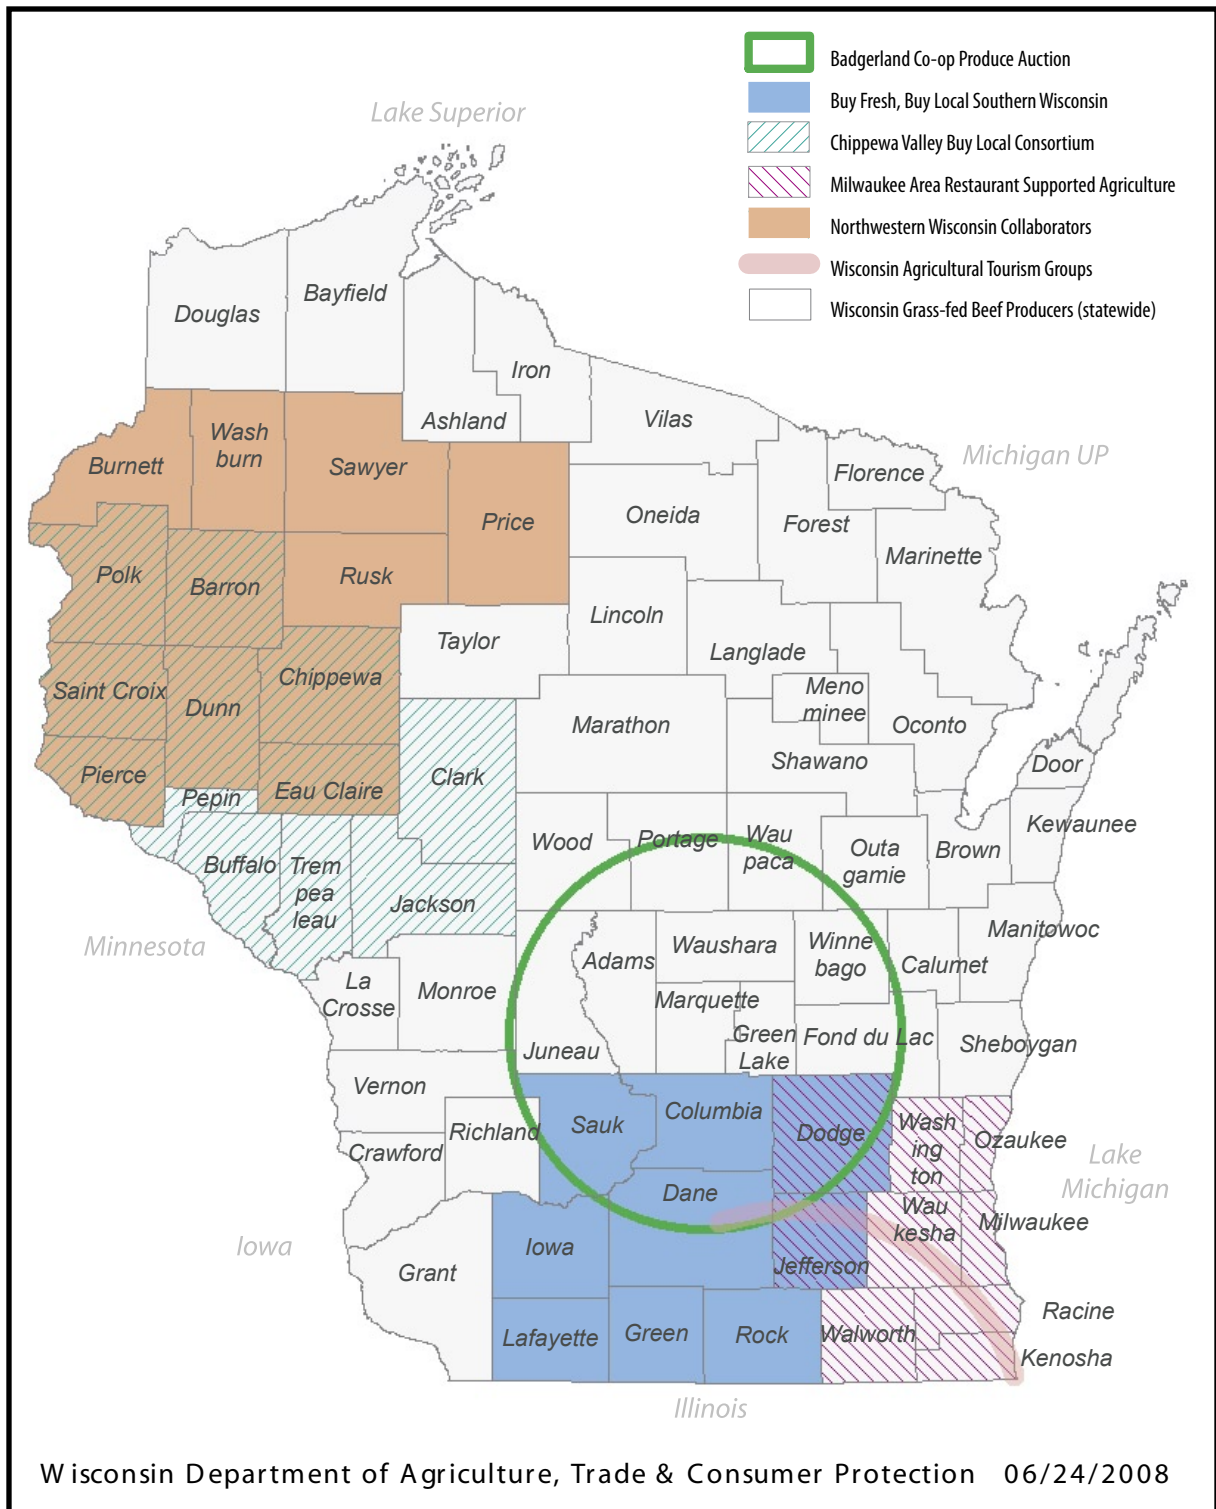 Badgerland Co-op Produce Auction
Buy Fresh, Buy Local Southern Wisconsin
Chippewa Valley Buy Local Consortium
Milwaukee Area Restaurant Supported Agriculture
Northwestern Wisconsin Collaborators
Wisconsin Agricultural Tourism Groups
Wisconsin Grass-fed Beef Producers (statewide)
Lake Superior
Bayfield
Douglas
Iron
Ashland
Vilas
Wash
burn
Burnett
Sawyer
Michigan UP
Florence
Price
Oneida
Forest
Marinette
Polk
Barron
Rusk
Lincoln
Taylor
Langlade
Saint Croix
Chippewa
Dunn
Meno
minee
Marathon
Oconto
Shawano
Door
Pierce
Clark
Eau Claire
Pepin
Kewaunee
Wood
Portage
Wau
paca
Outa
gamie
Brown
Buffalo
Trem
pea
leau
Jackson
Minnesota
Manitowoc
Waushara
Winne
bago
Adams
Calumet
La
Crosse
Monroe
Marquette
Green
Lake
Fond du Lac
Juneau
Sheboygan
Vernon
Columbia
Sauk
Richland
Dodge
Wash
ing
ton
Ozaukee
Crawford
Lake
Michigan
Dane
Wau
kesha
Milwaukee
Iowa
Iowa
Grant
Jefferson
Racine
Lafayette
Green
Rock
Walworth
Kenosha
Illinois
Wisconsin Department of Agriculture, Trade & Consumer Protection 06/24/2008